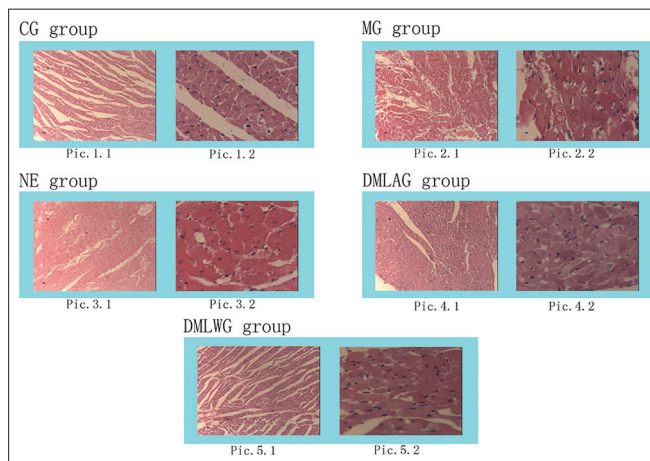 CG group
MG group
Pic.1.1
Pic.1.2
Pic.2.1
Pic.2.2
NE group
DMLAG group
Pic.3.1
Pic.3.2
Pic.4.1
Pic.4.2
DMLWG group
Pic.5.1
Pic.5.2